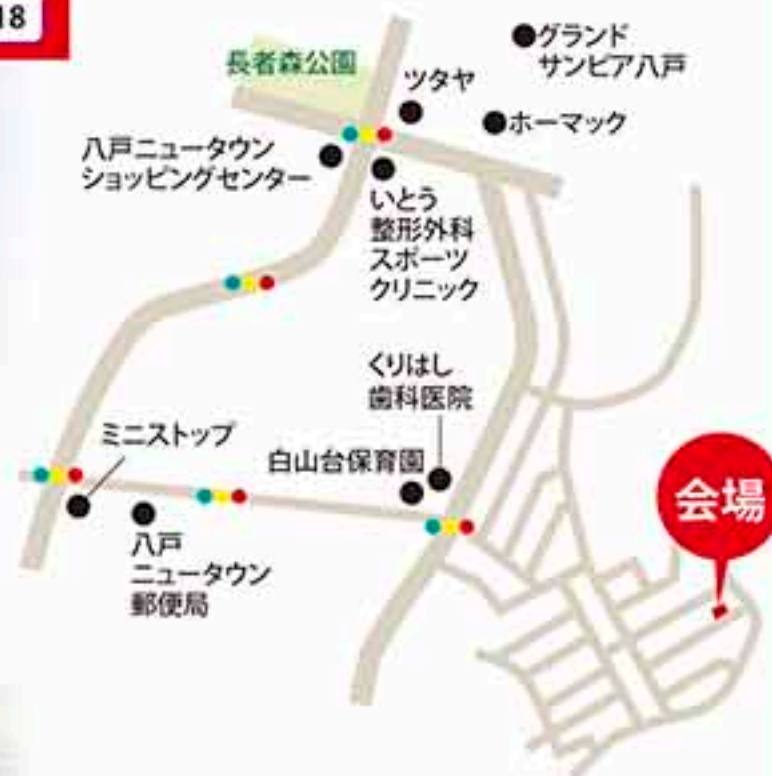 18
グランド
サンピア八戸
長者森公園
ツタヤ
ホーマック
八戸ニュータウン
ショッピングセンター
いとう
整形外科
スポーツ
クリニック
くりはし
歯科医院
ミニストップ
白山台保育園
会場
八戸
ニュータウン
郵便局